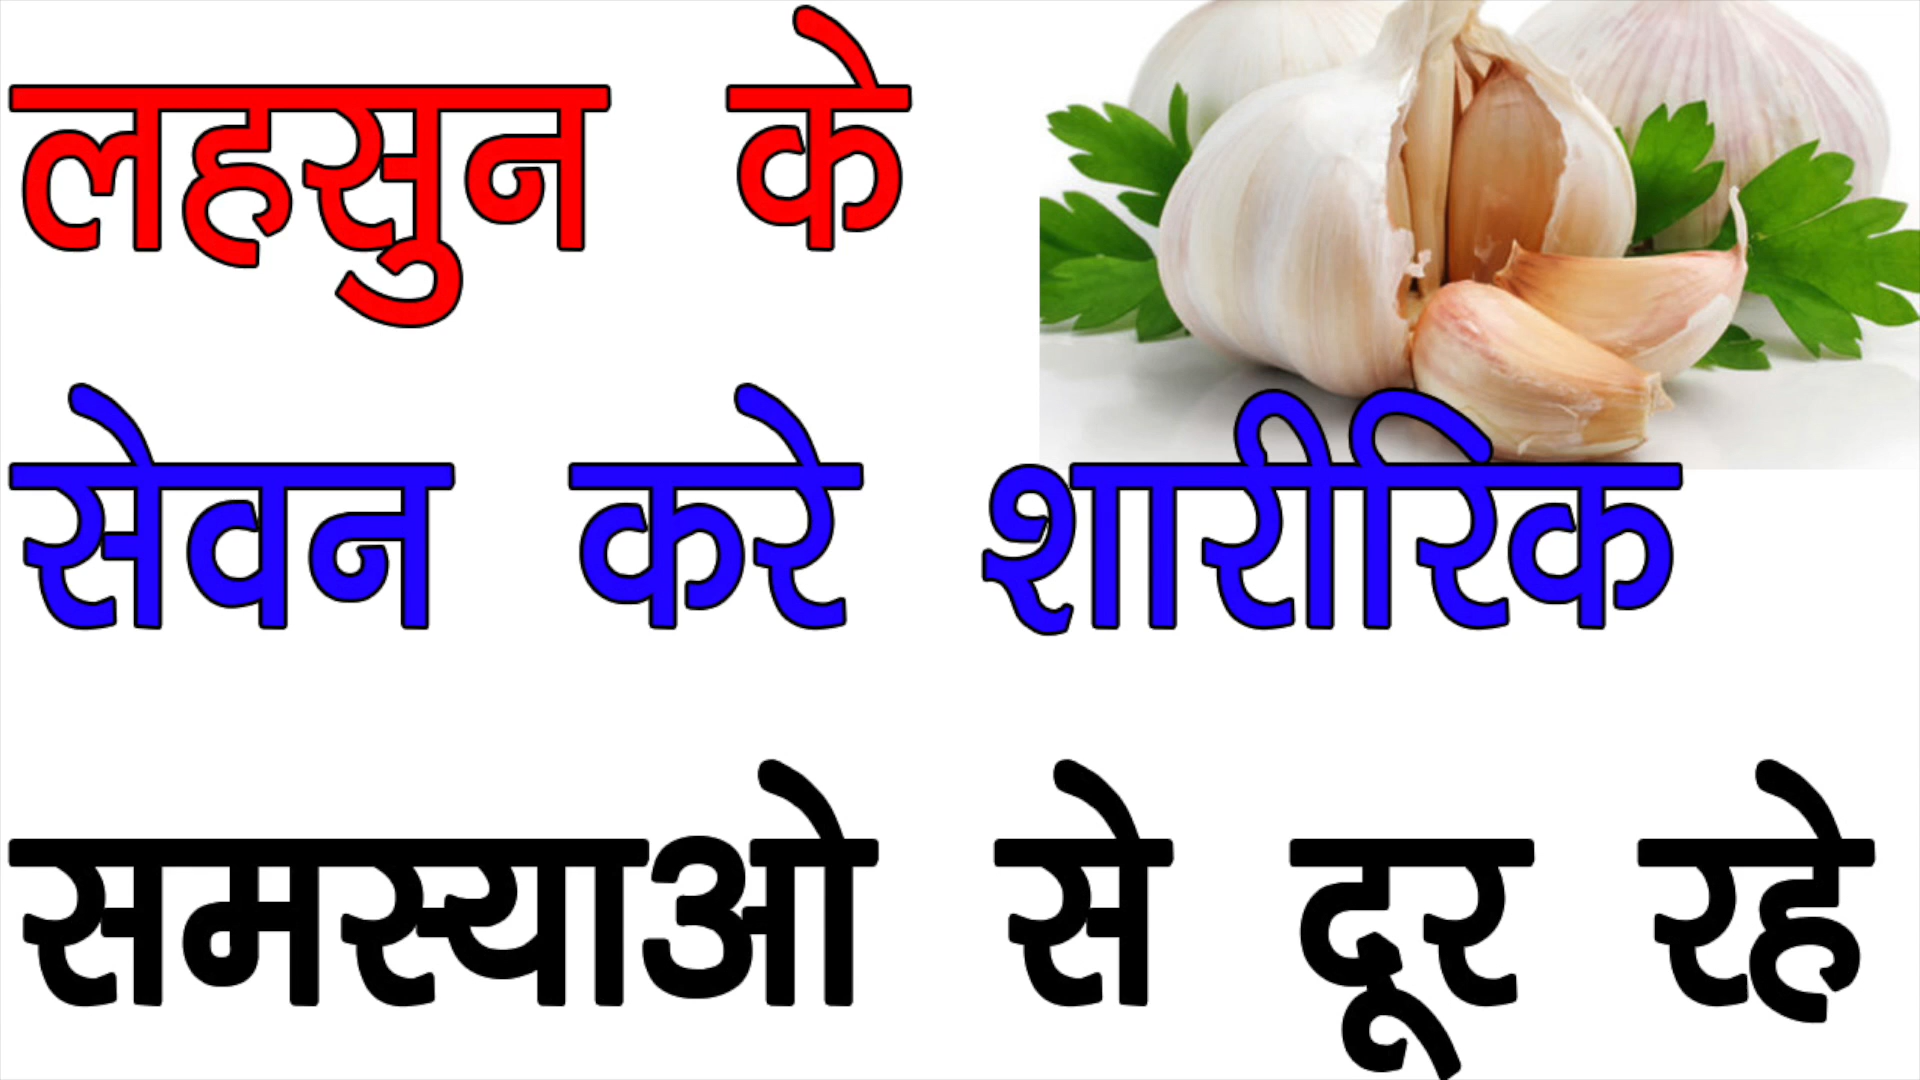 लहसुन के
सेवन करे शारीरिक
समस्याओ से दूर रहे